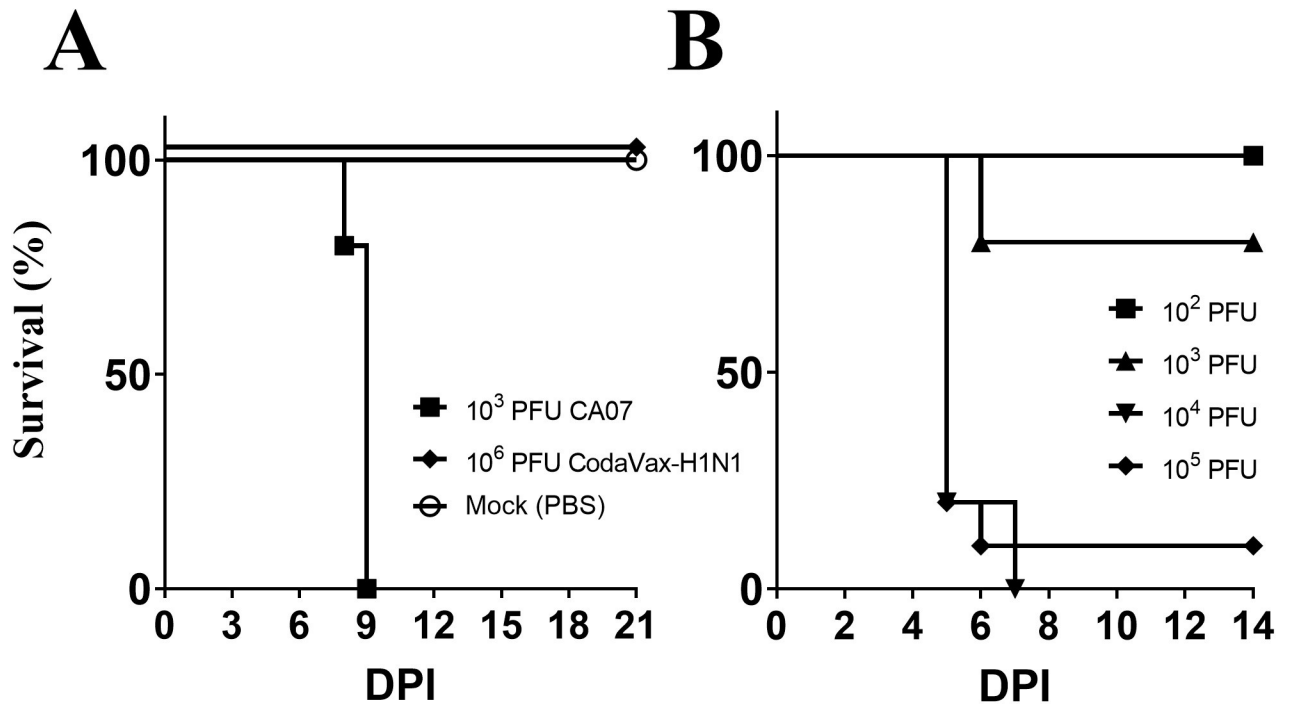 A
B
Survival (%)
100
50
0
0 3 6 9 12 15 18 21
DPI
10³ PFU CA07
10⁶ PFU CodaVax-H1N1
Mock (PBS)
100
50
0
0 2 4 6 8 10 12 14
DPI
10² PFU
10³ PFU
10⁴ PFU
10⁵ PFU